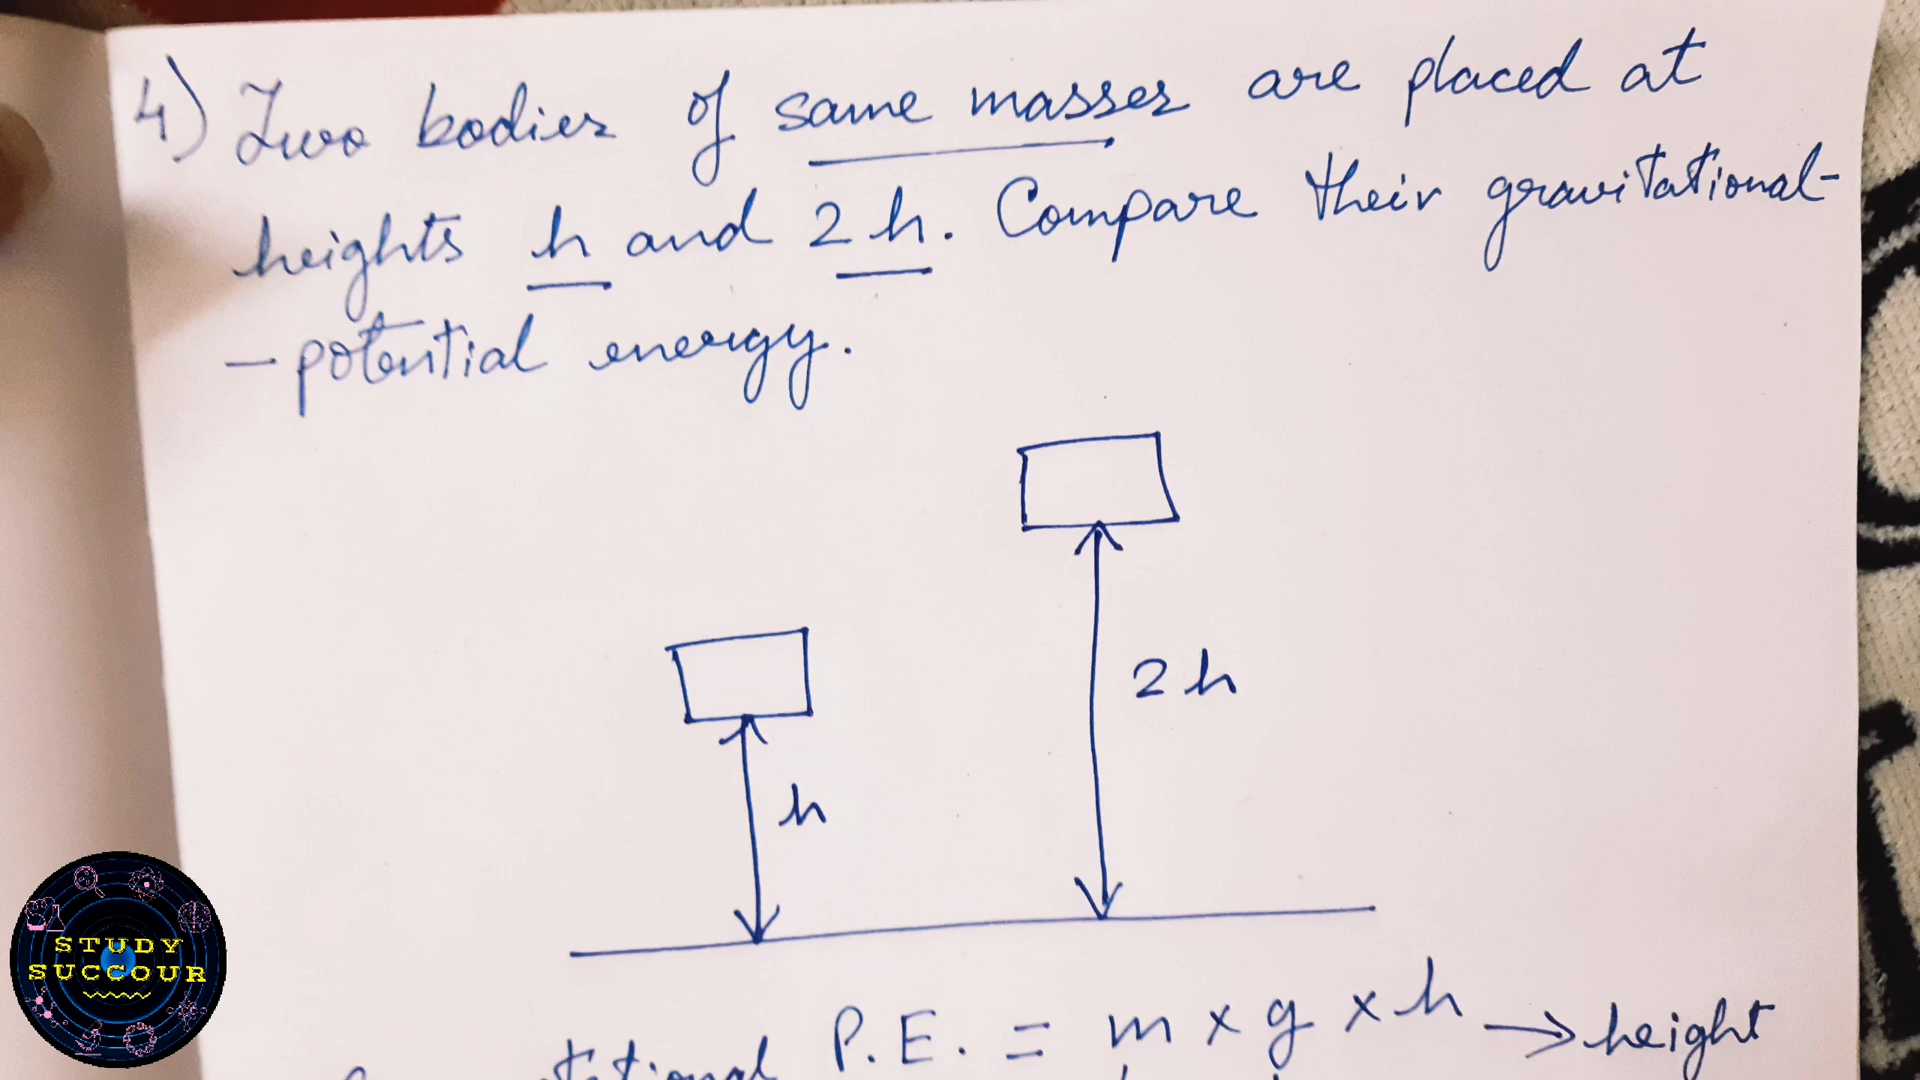 4) Two bodies of same masses are placed at
heights h and 2h. Compare their gravitational-
- potential energy.
2h
h
P.E. = m x g x h → height
STUDY
SUCCOUR